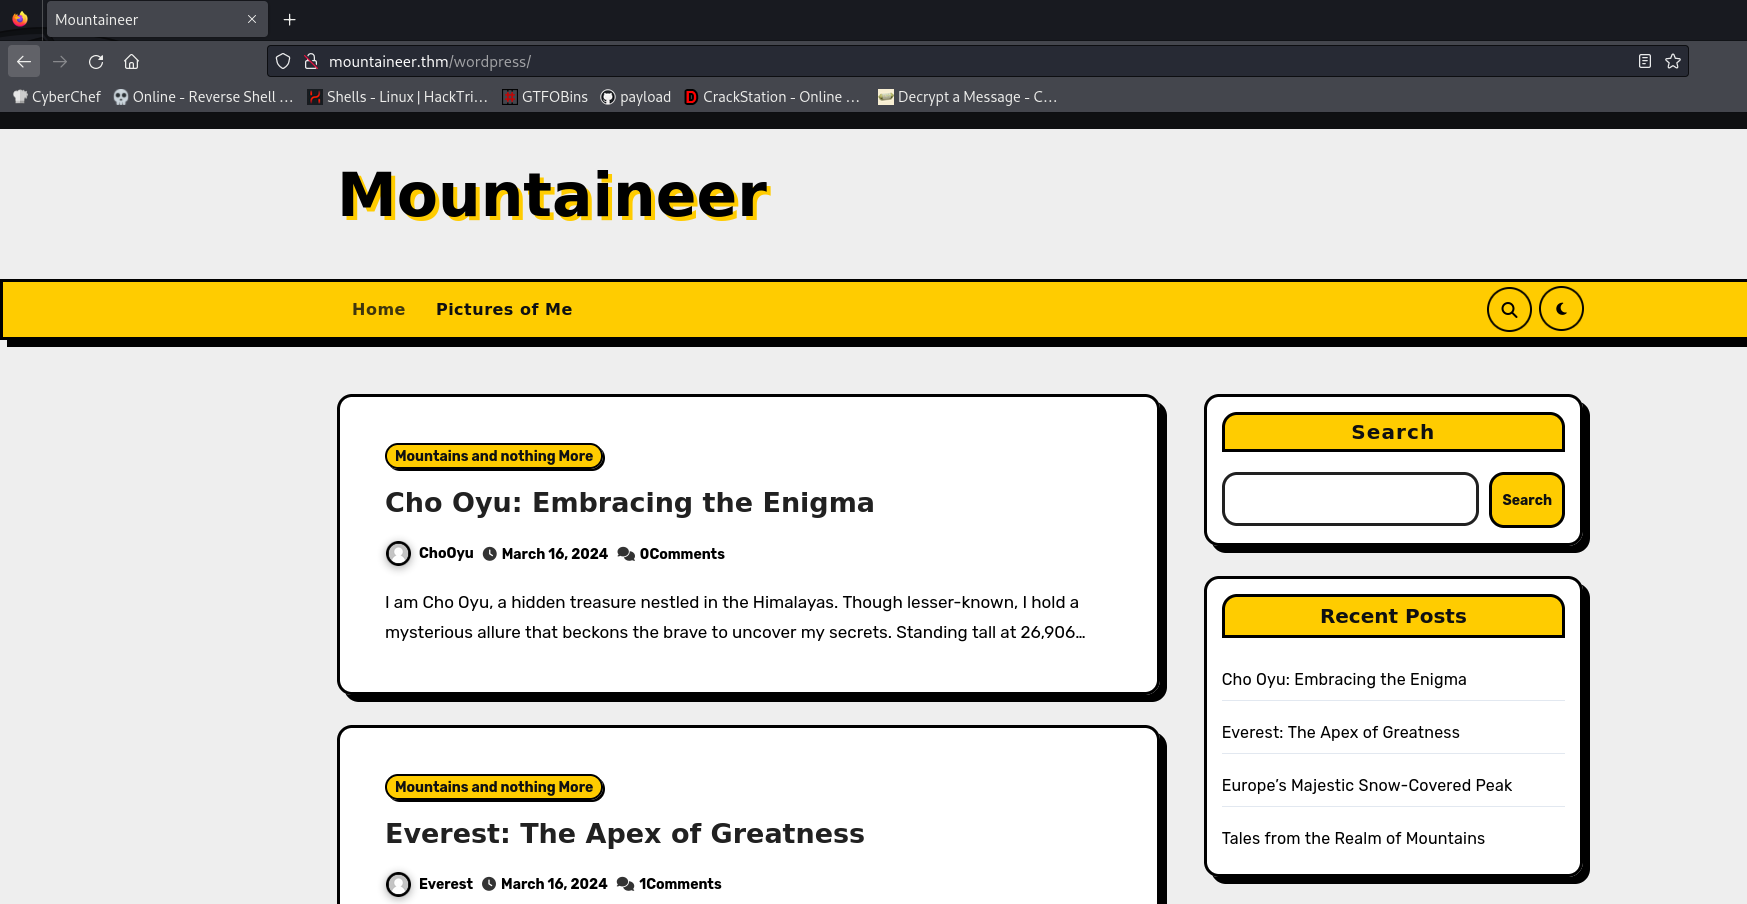 Mountaineer
mountaineer.thm/wordpress/
CyberChef Online - Reverse Shell … Shells - Linux | HackTri… GTFOBins payload CrackStation - Online … Decrypt a Message - C…
Mountaineer
Home Pictures of Me
Mountains and nothing More
Cho Oyu: Embracing the Enigma
ChoOyu March 16, 2024 0Comments
I am Cho Oyu, a hidden treasure nestled in the Himalayas. Though lesser-known, I hold a
mysterious allure that beckons the brave to uncover my secrets. Standing tall at 26,906…
Mountains and nothing More
Everest: The Apex of Greatness
Everest March 16, 2024 1Comments
Search
Search
Recent Posts
Cho Oyu: Embracing the Enigma
Everest: The Apex of Greatness
Europe’s Majestic Snow-Covered Peak
Tales from the Realm of Mountains